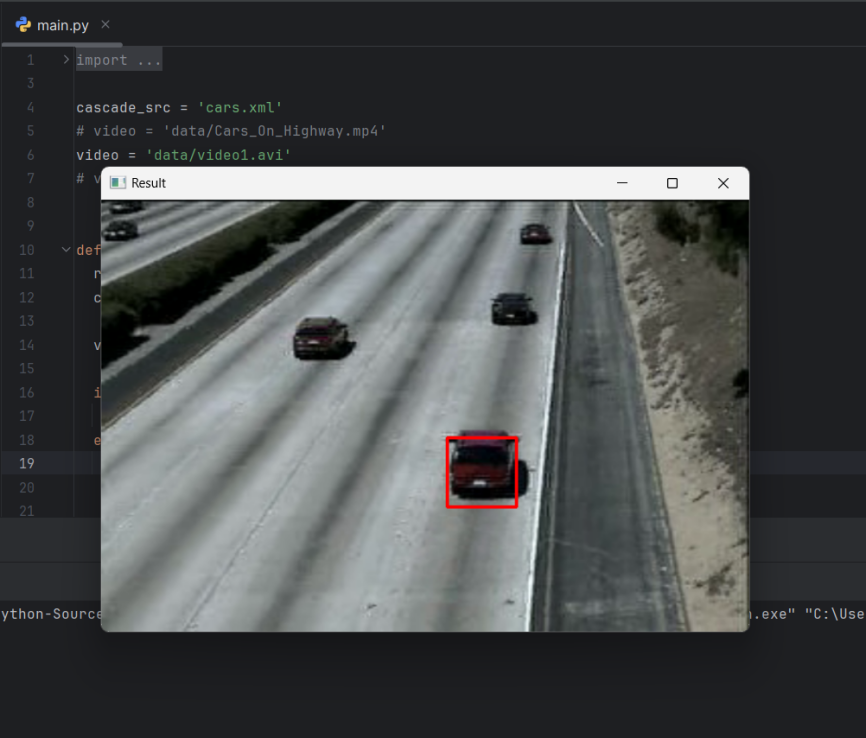 main.py
1 import ...
3
4 cascade_src = 'cars.xml'
5 # video = 'data/Cars_On_Highway.mp4'
6 video = 'data/video1.avi'
7 # v
Result
8
9
10 def
11 r
12 c
13
14 v
15
16 i
17
18 e
19
20
21
ython-Source
.exe" "C:\Use